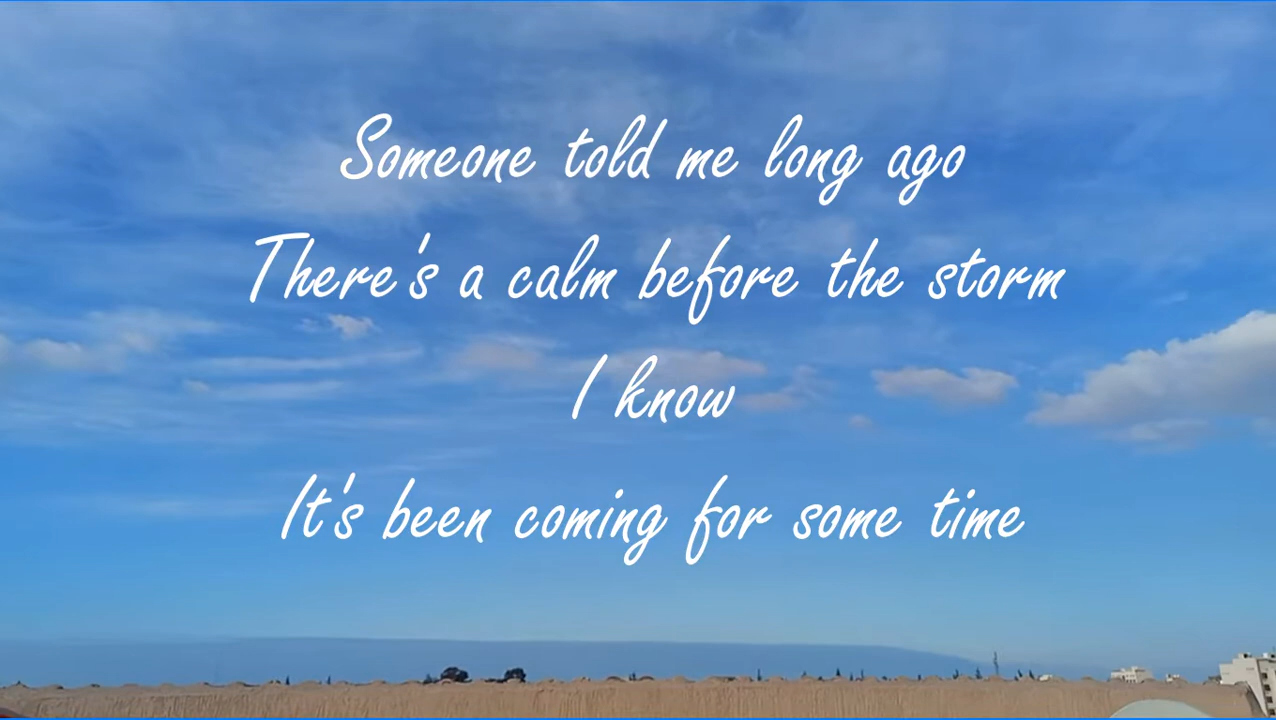 Someone told me long ago
There's a calm before the storm
I know
It's been coming for some time